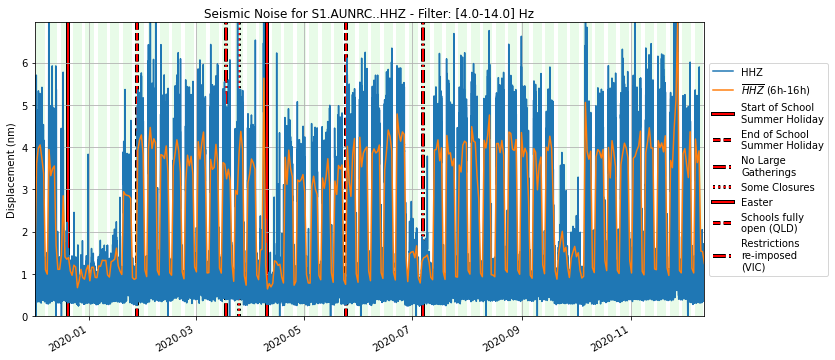 Seismic Noise for S1.AUNRC..HHZ - Filter: [4.0-14.0] Hz
Displacement (nm)
6
5
4
3
2
1
0
2020-01
2020-03
2020-05
2020-07
2020-09
2020-11
HHZ
HHZ (6h-16h)
Start of School
Summer Holiday
End of School
Summer Holiday
No Large
Gatherings
Some Closures
Easter
Schools fully
open (QLD)
Restrictions
re-imposed
(VIC)